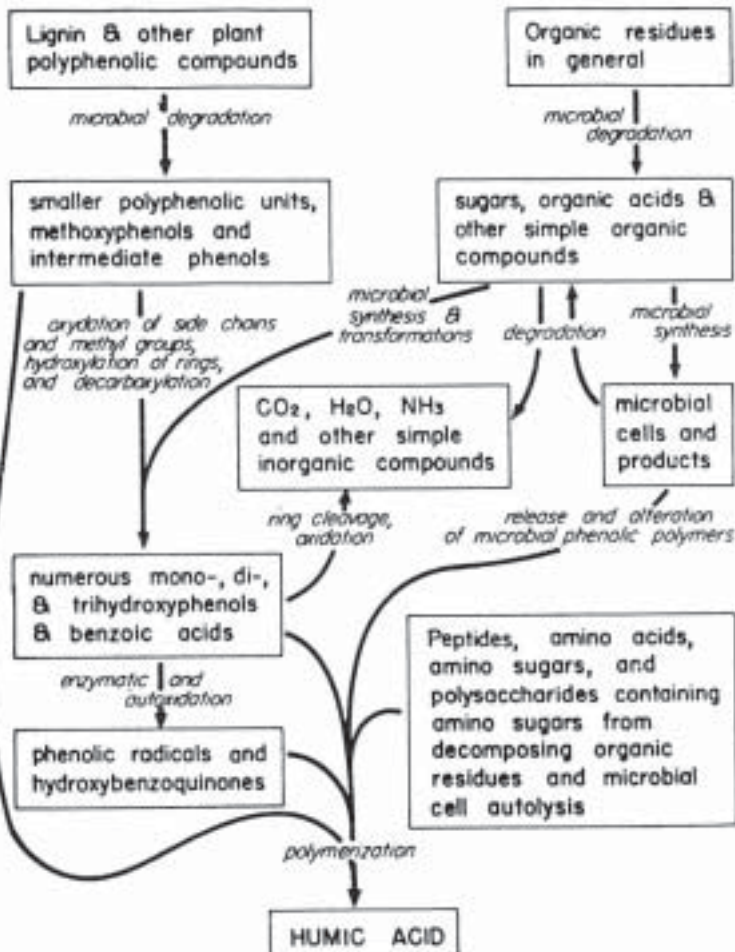 Lignin & other plant
polyphenolic compounds
Organic residues
in general
microbial degradation
microbial
degradation
smaller polyphenolic units,
methoxyphenols and
intermediate phenols
sugars, organic acids &
other simple organic
compounds
oxydation of side chains
and methyl groups,
hydroxylation of rings,
and decarboxylation
microbial
synthesis &
transformations
degradation
microbial
synthesis
CO₂, H₂O, NH₃
and other simple
inorganic compounds
microbial
cells and
products
ring cleavage,
oxidation
release and alteration
of microbial phenolic polymers
numerous mono-, di-,
& trihydroxyphenols
& benzoic acids
enzymatic and
autoxidation
Peptides, amino acids,
amino sugars, and
polysaccharides containing
amino sugars from
decomposing organic
residues and microbial
cell autolysis
phenolic radicals and
hydroxybenzoquinones
polymerization
HUMIC ACID